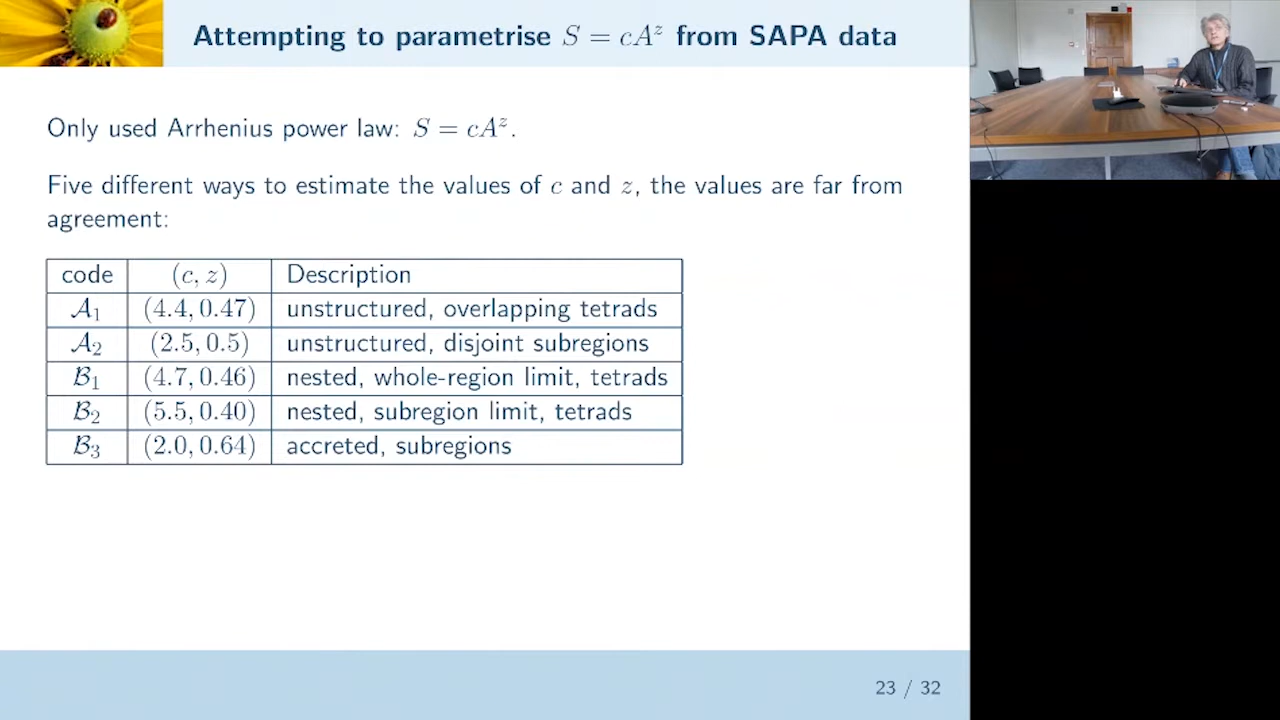 Attempting to parametrise S = cA^z from SAPA data
Only used Arrhenius power law: S = cA^z.
Five different ways to estimate the values of c and z, the values are far from
agreement:
code (c, z) Description
𝒜₁ (4.4, 0.47) unstructured, overlapping tetrads
𝒜₂ (2.5, 0.5) unstructured, disjoint subregions
ℬ₁ (4.7, 0.46) nested, whole-region limit, tetrads
ℬ₂ (5.5, 0.40) nested, subregion limit, tetrads
ℬ₃ (2.0, 0.64) accreted, subregions
23 / 32